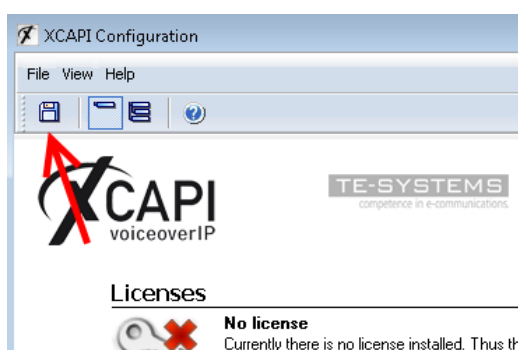 XCAPI Configuration
File View Help
XCAPI
voiceoverIP
TE-SYSTEMS
competence in e-communications.
Licenses
No license
Currently there is no license installed. Thus th